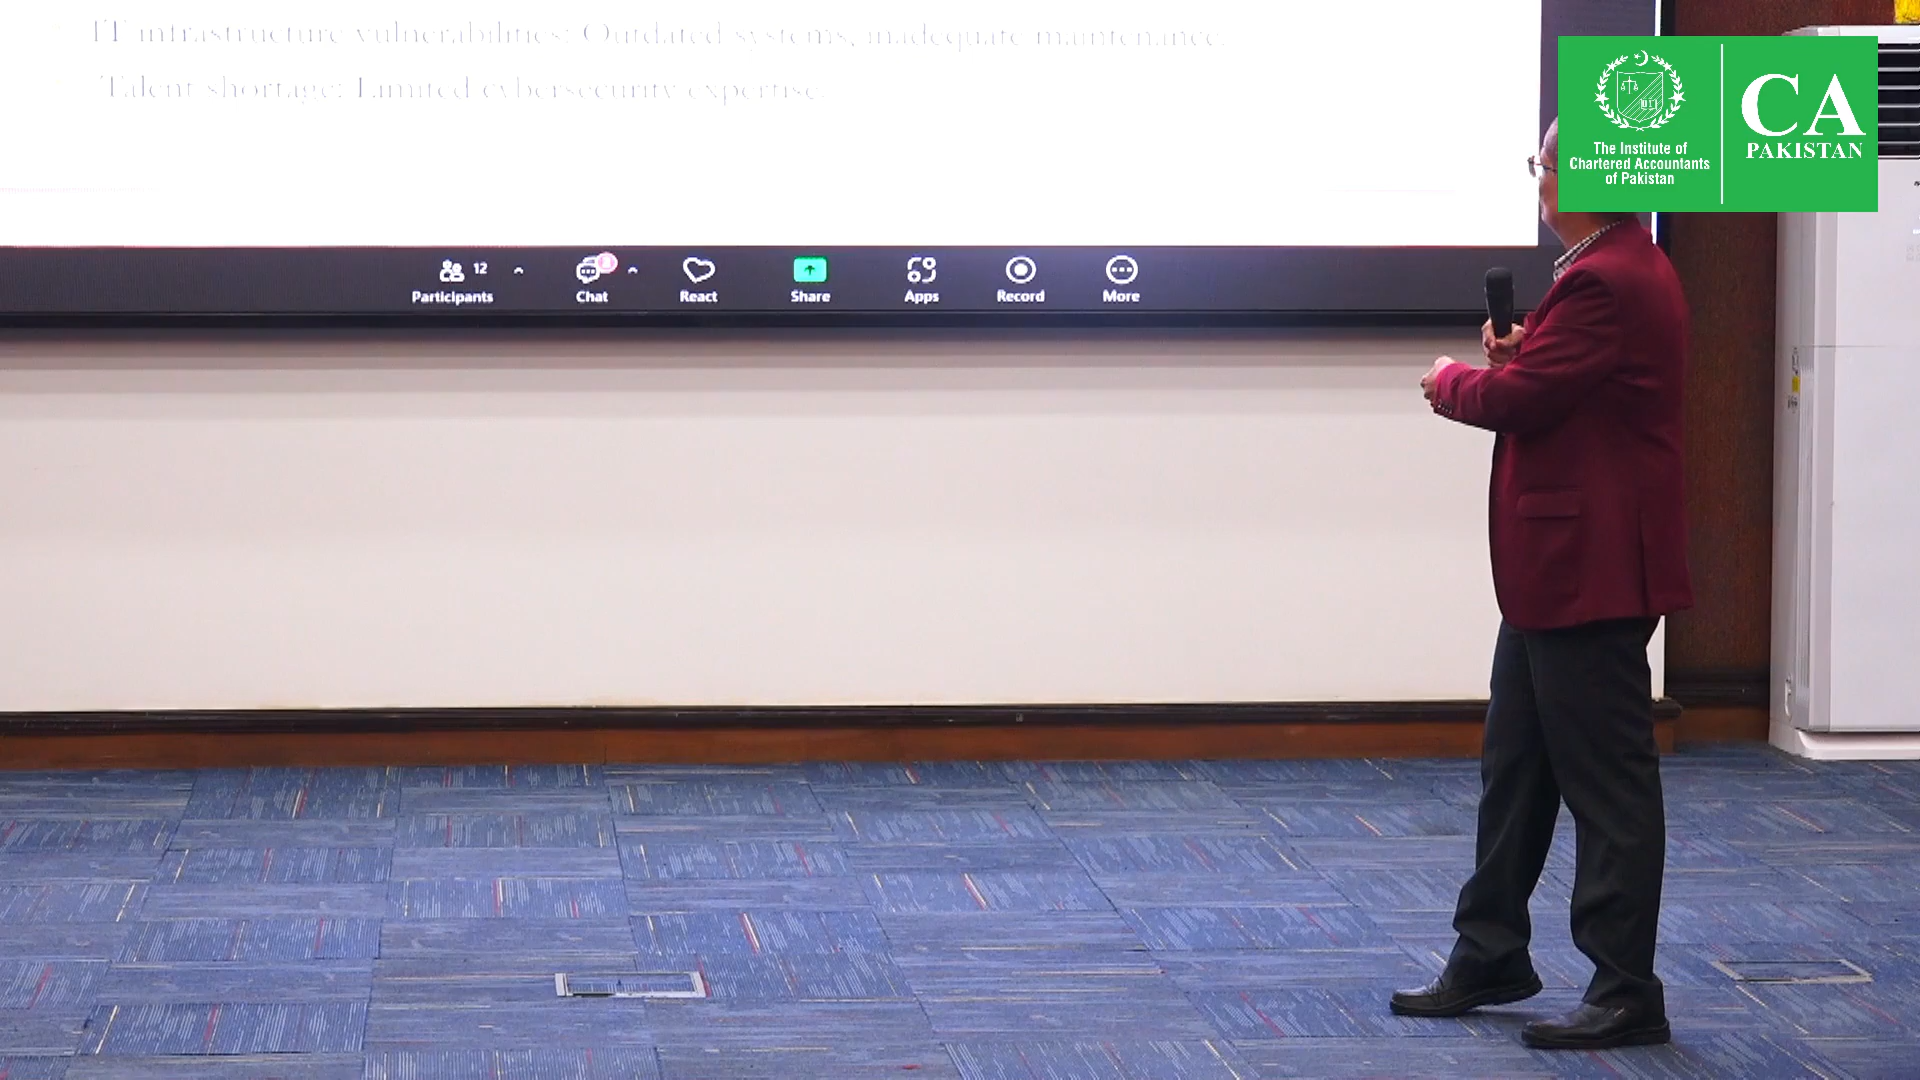 IT infrastructure vulnerabilities: Outdated systems, inadequate maintenance.
Talent shortage: Limited cybersecurity expertise.
The Institute of
Chartered Accountants
of Pakistan
CA
PAKISTAN
12
Participants
Chat
React
Share
Apps
Record
More